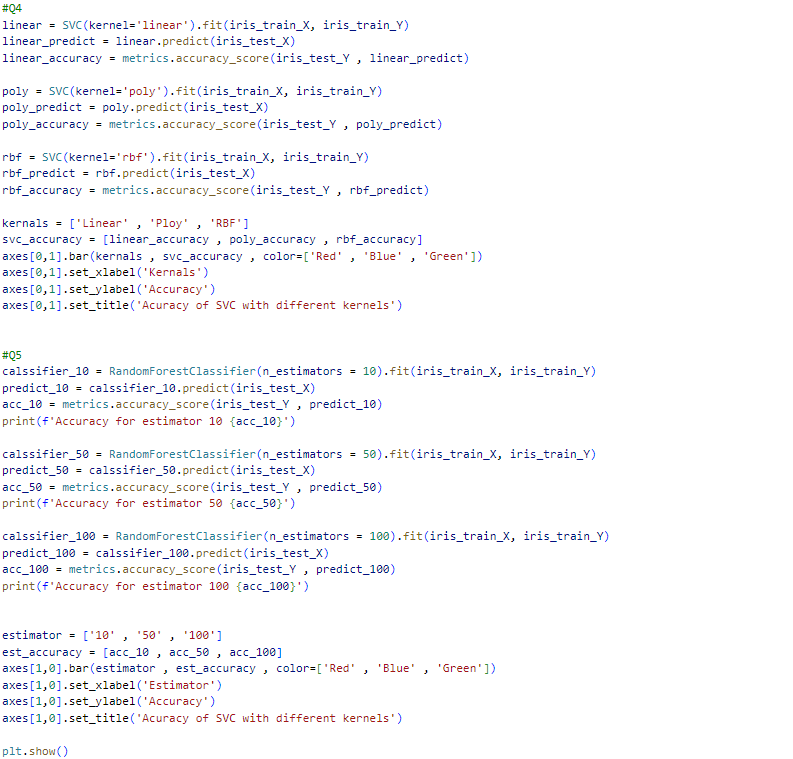 #Q4
linear = SVC(kernel='linear').fit(iris_train_X, iris_train_Y)
linear_predict = linear.predict(iris_test_X)
linear_accuracy = metrics.accuracy_score(iris_test_Y , linear_predict)
poly = SVC(kernel='poly').fit(iris_train_X, iris_train_Y)
poly_predict = poly.predict(iris_test_X)
poly_accuracy = metrics.accuracy_score(iris_test_Y , poly_predict)
rbf = SVC(kernel='rbf').fit(iris_train_X, iris_train_Y)
rbf_predict = rbf.predict(iris_test_X)
rbf_accuracy = metrics.accuracy_score(iris_test_Y , rbf_predict)
kernals = ['Linear' , 'Ploy' , 'RBF']
svc_accuracy = [linear_accuracy , poly_accuracy , rbf_accuracy]
axes[0,1].bar(kernals , svc_accuracy , color=['Red' , 'Blue' , 'Green'])
axes[0,1].set_xlabel('Kernals')
axes[0,1].set_ylabel('Accuracy')
axes[0,1].set_title('Acuracy of SVC with different kernels')
#Q5
calssifier_10 = RandomForestClassifier(n_estimators = 10).fit(iris_train_X, iris_train_Y)
predict_10 = calssifier_10.predict(iris_test_X)
acc_10 = metrics.accuracy_score(iris_test_Y , predict_10)
print(f'Accuracy for estimator 10 {acc_10}')
calssifier_50 = RandomForestClassifier(n_estimators = 50).fit(iris_train_X, iris_train_Y)
predict_50 = calssifier_50.predict(iris_test_X)
acc_50 = metrics.accuracy_score(iris_test_Y , predict_50)
print(f'Accuracy for estimator 50 {acc_50}')
calssifier_100 = RandomForestClassifier(n_estimators = 100).fit(iris_train_X, iris_train_Y)
predict_100 = calssifier_100.predict(iris_test_X)
acc_100 = metrics.accuracy_score(iris_test_Y , predict_100)
print(f'Accuracy for estimator 100 {acc_100}')
estimator = ['10' , '50' , '100']
est_accuracy = [acc_10 , acc_50 , acc_100]
axes[1,0].bar(estimator , est_accuracy , color=['Red' , 'Blue' , 'Green'])
axes[1,0].set_xlabel('Estimator')
axes[1,0].set_ylabel('Accuracy')
axes[1,0].set_title('Acuracy of SVC with different kernels')
plt.show()